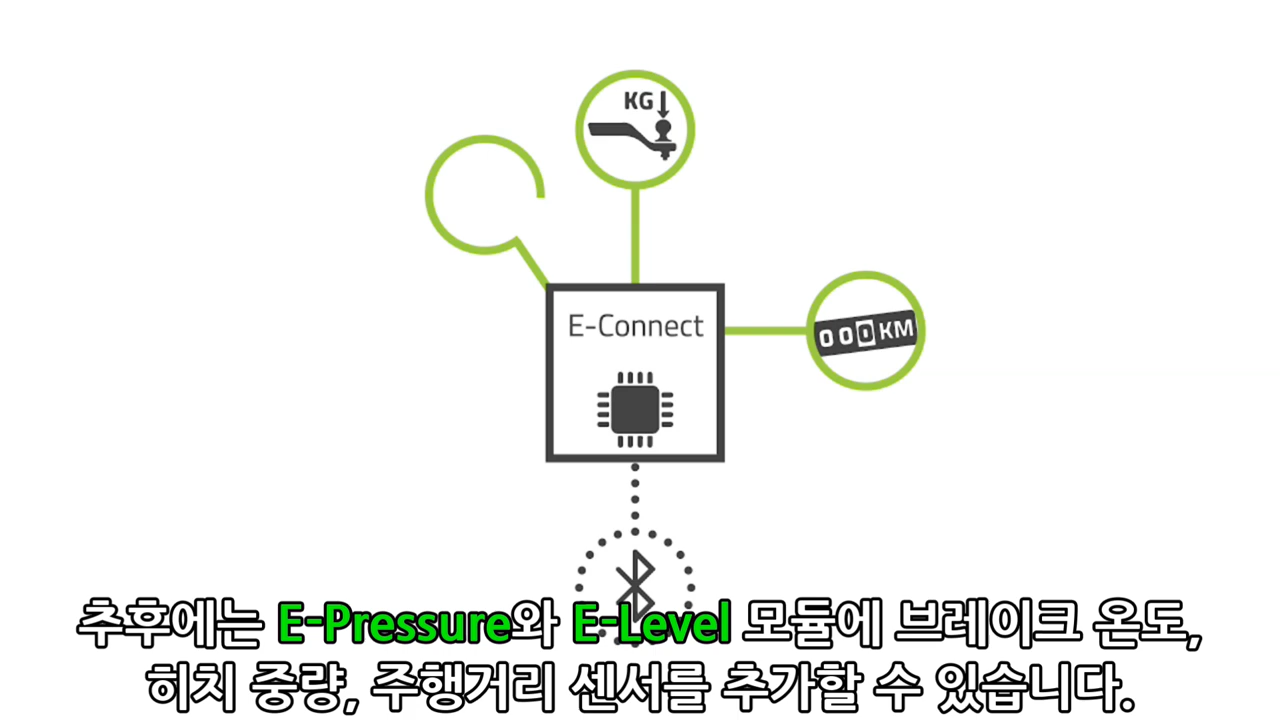 KG
000KM
E-Connect
추후에는 E-Pressure와 E-Level 모듈에 브레이크 온도,
히치 중량, 주행거리 센서를 추가할 수 있습니다.